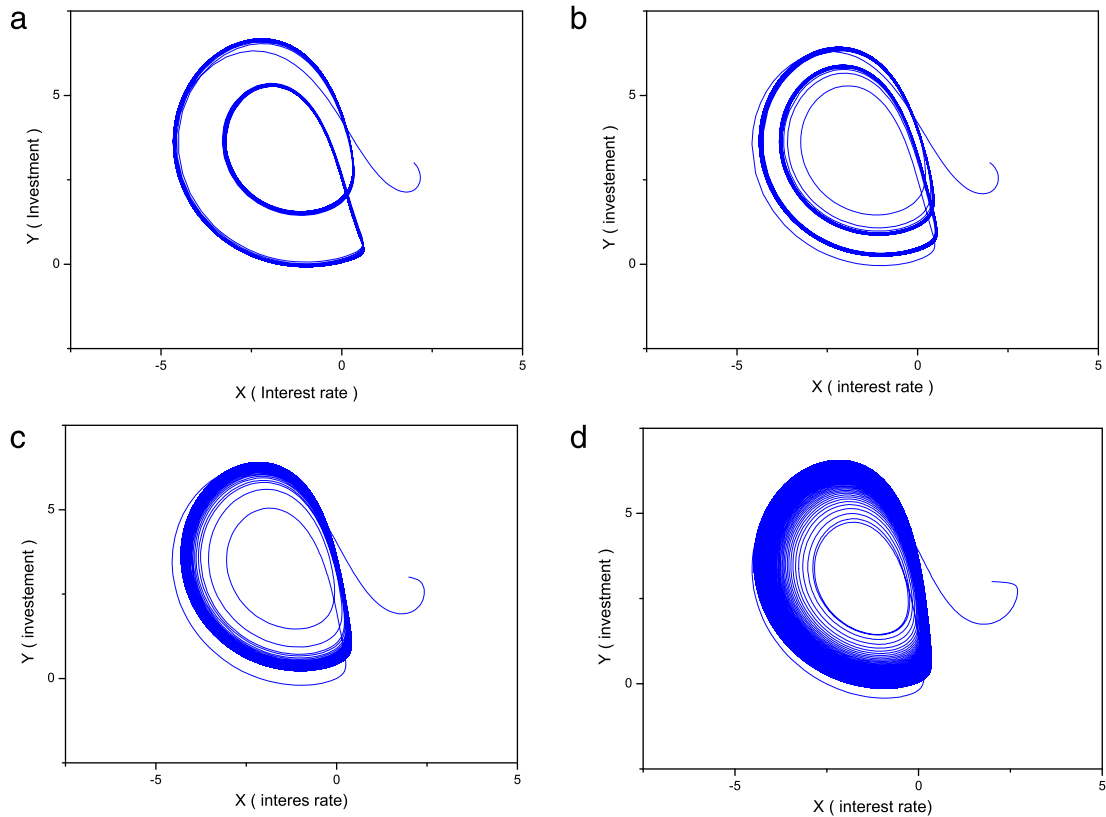 a
5
Y ( Investment )
0
-5
0
5
X ( Interest rate )
b
5
Y ( investement )
0
-5
0
5
X ( interest rate )
c
5
Y ( investement )
0
-5
0
5
X ( interes rate)
d
5
Y ( investment )
0
-5
0
5
X ( interest rate)